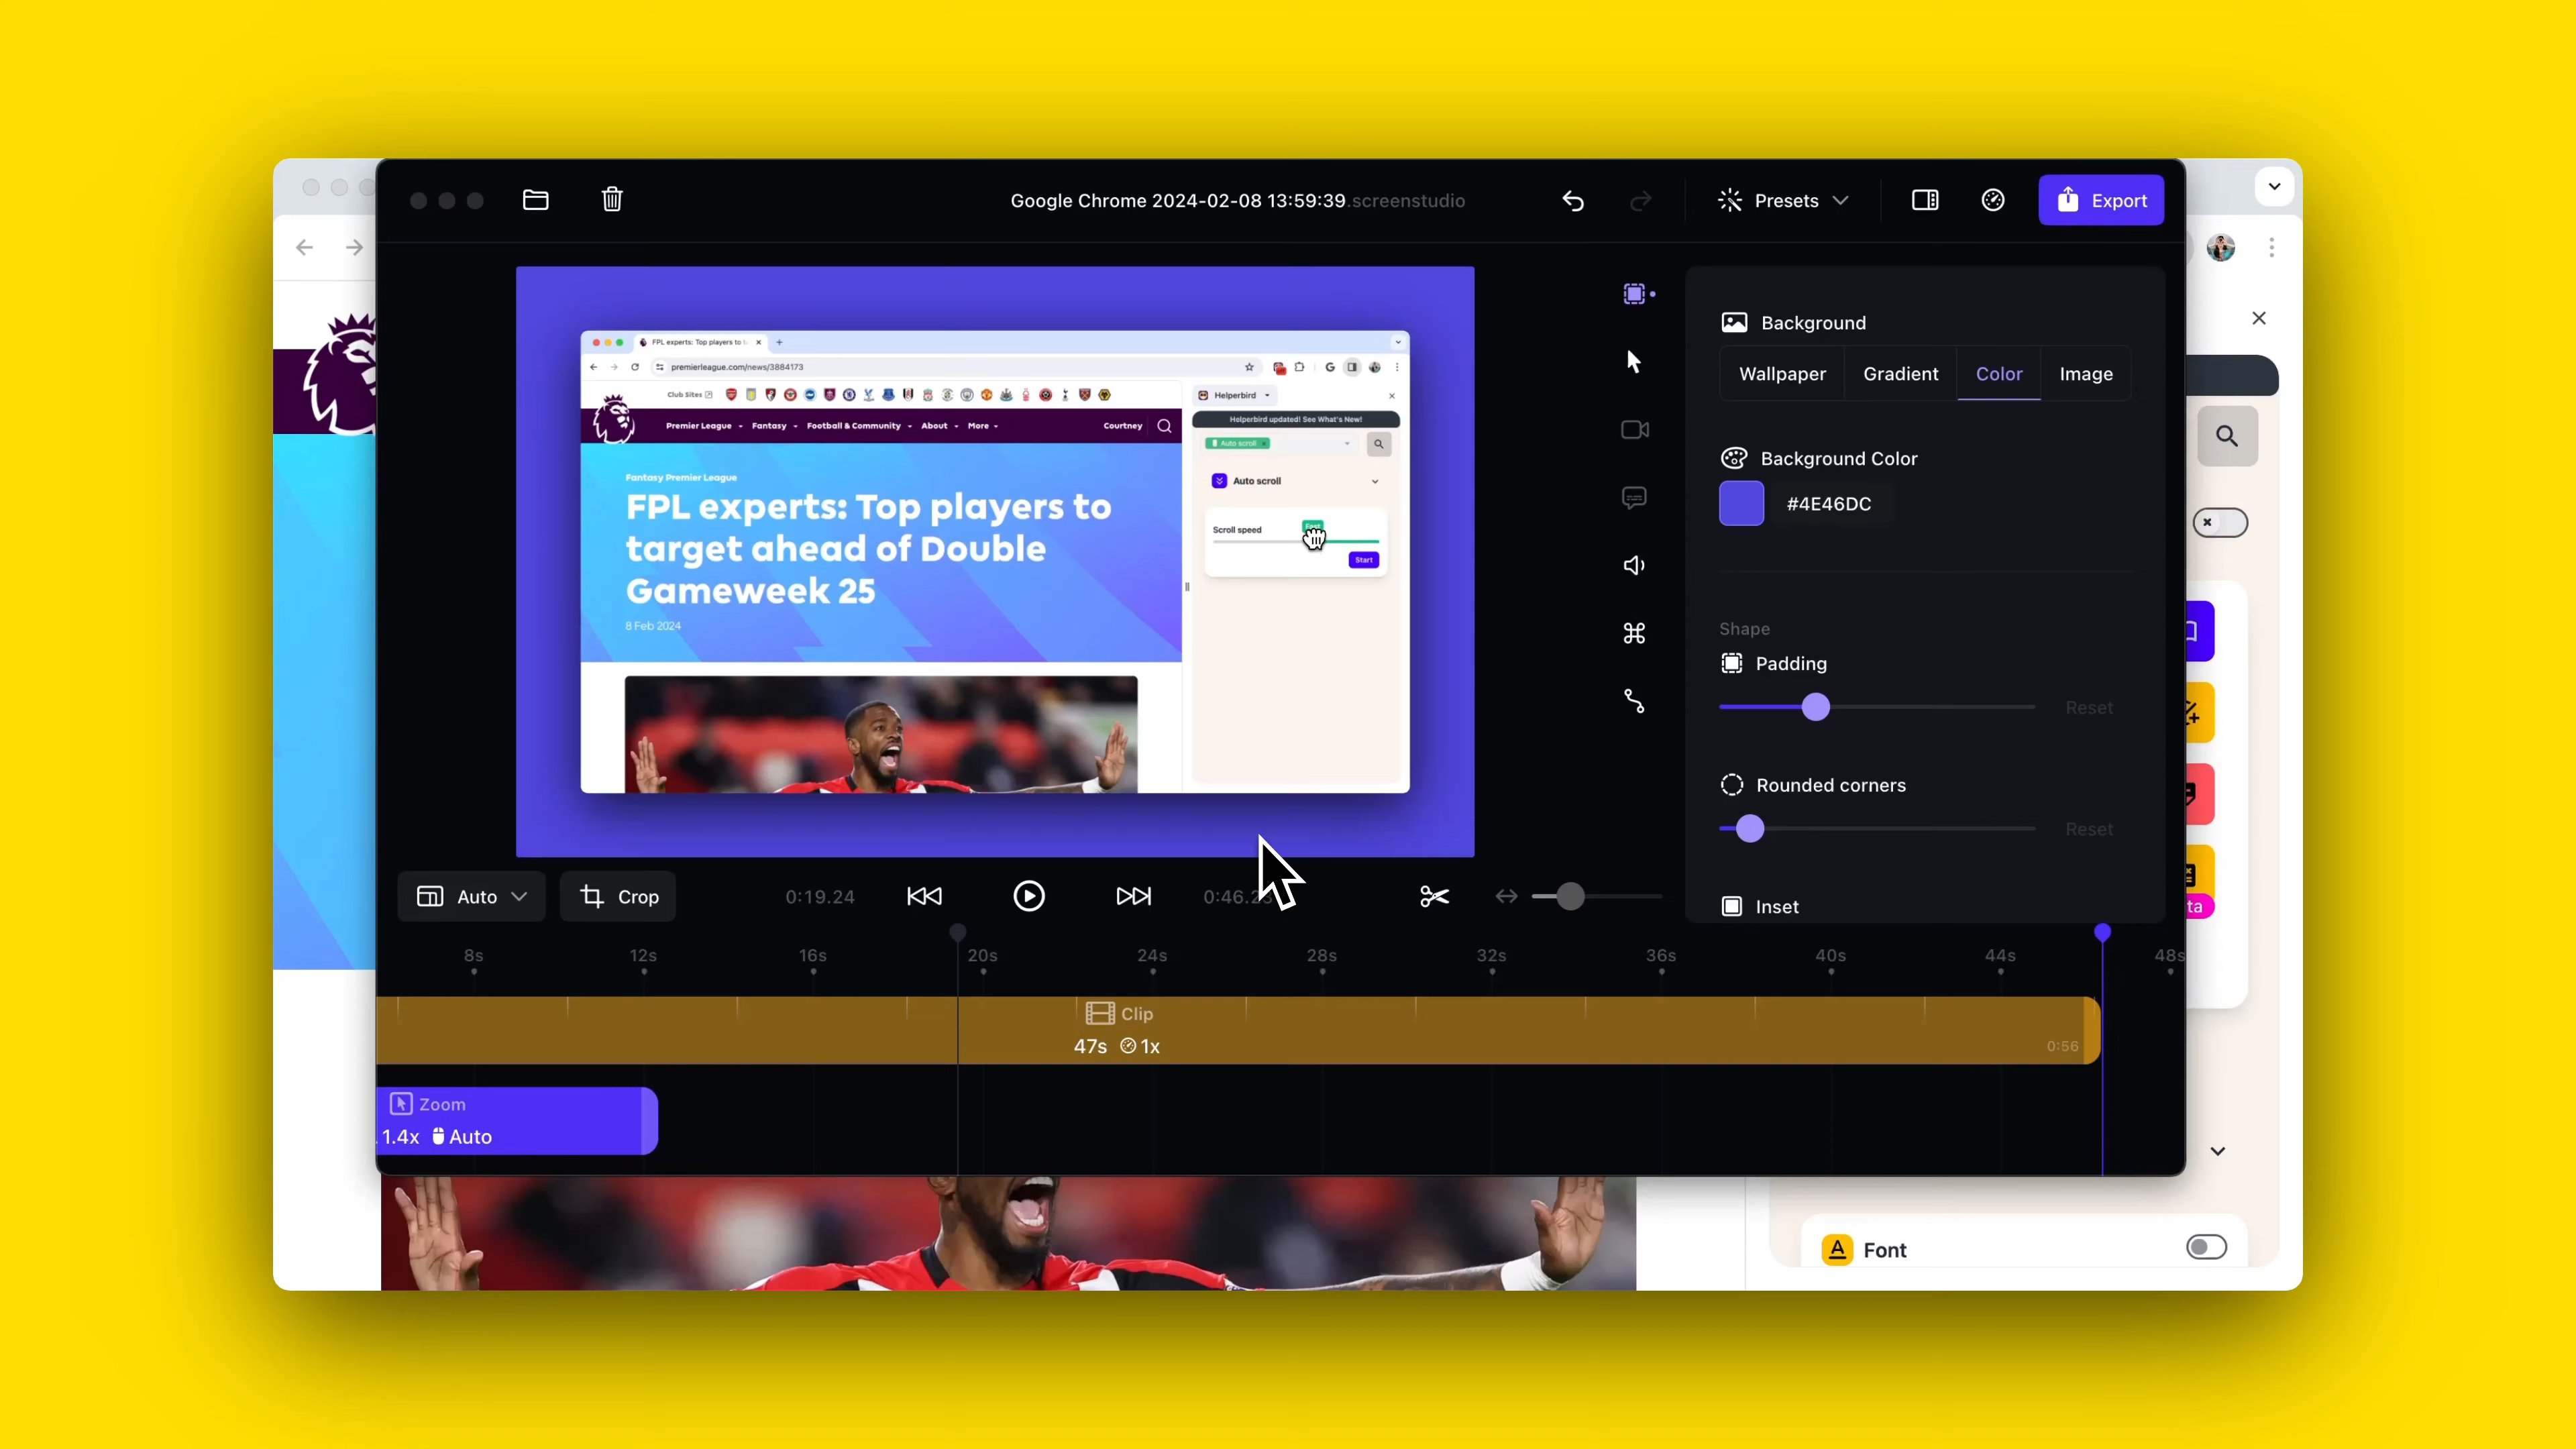 Google Chrome 2024-02-08 13:59:39.screenstudio
Presets
Export
FPL experts: Top players to
premierleague.com/news/3884173
Club Sites
Premier League
Fantasy
Football & Community
About
More
Courtney
Fantasy Premier League
FPL experts: Top players to
target ahead of Double
Gameweek 25
8 Feb 2024
Helperbird
Helperbird updated! See What's New!
Auto scroll
Auto scroll
Scroll speed
Start
Background
Wallpaper
Gradient
Color
Image
Background Color
#4E46DC
Shape
Padding
Reset
Rounded corners
Reset
Inset
Auto
Crop
0:19.24
8s
12s
16s
20s
24s
28s
32s
36s
40s
44s
48s
Clip
47s 1x
0:56
Zoom
1.4x Auto
ta
Font